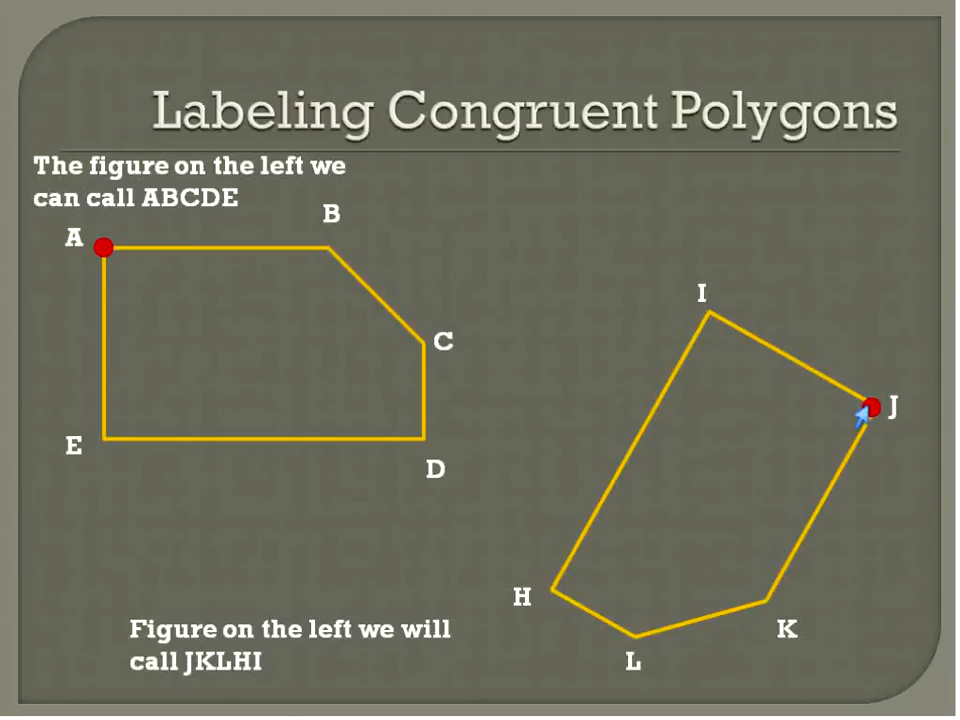 Labeling Congruent Polygons
The figure on the left we
can call ABCDE
B
A
I
C
J
E
D
H
Figure on the left we will
call JKLHI
K
L